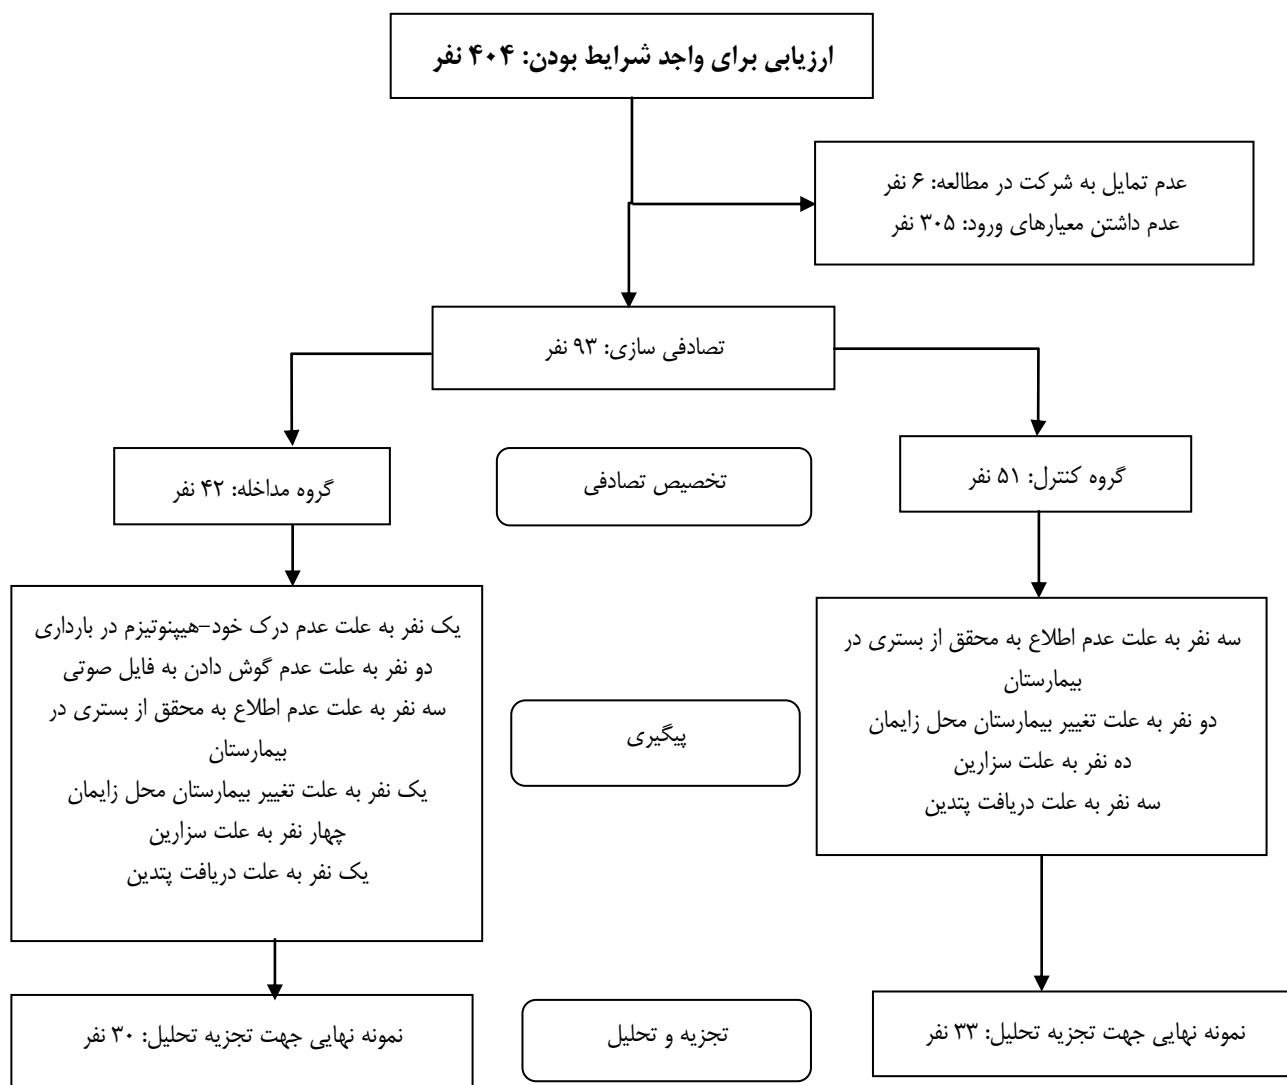 ارزیابی برای واجد شرایط بودن: ۴۰۴ نفر
عدم تمایل به شرکت در مطالعه: ۶ نفر
عدم داشتن معیارهای ورود: ۳۰۵ نفر
تصادفی سازی: ۹۳ نفر
گروه کنترل: ۵۱ نفر
تخصیص تصادفی
گروه مداخله: ۴۲ نفر
سه نفر به علت عدم اطلاع به محقق از بستری در
بیمارستان
دو نفر به علت تغییر بیمارستان محل زایمان
ده نفر به علت سزارین
سه نفر به علت دریافت پتدین
پیگیری
یک نفر به علت عدم درک خود-هیپنوتیزم در بارداری
دو نفر به علت عدم گوش دادن به فایل صوتی
سه نفر به علت عدم اطلاع به محقق از بستری در
بیمارستان
یک نفر به علت تغییر بیمارستان محل زایمان
چهار نفر به علت سزارین
یک نفر به علت دریافت پتدین
نمونه نهایی جهت تجزیه تحلیل: ۳۳ نفر
تجزیه و تحلیل
نمونه نهایی جهت تجزیه تحلیل: ۳۰ نفر